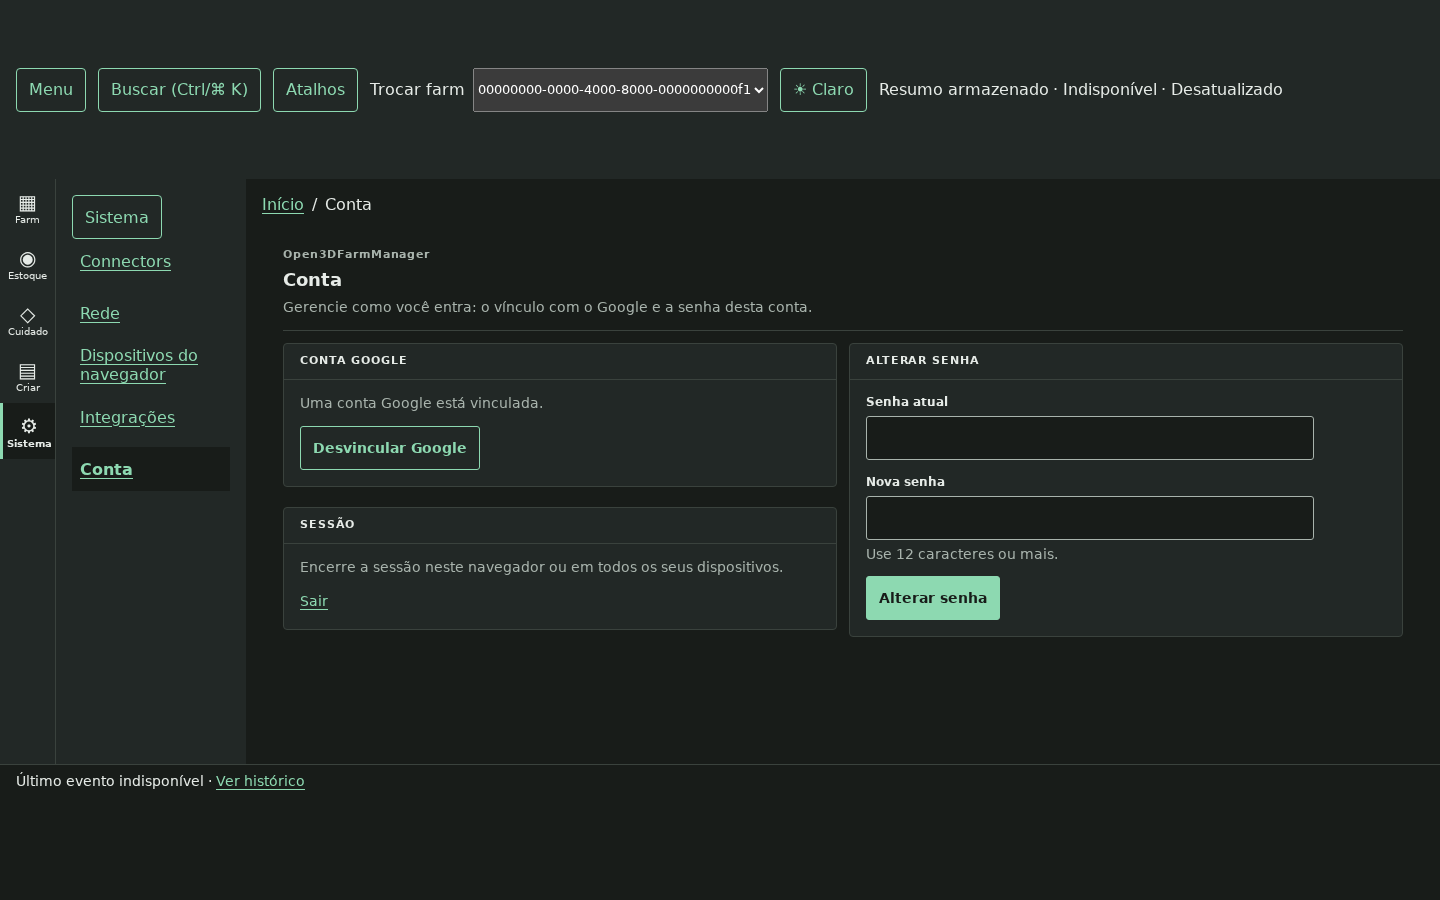 Menu
Buscar (Ctrl/⌘ K)
Atalhos
Trocar farm
00000000-0000-4000-8000-0000000000f1
☀ Claro
Resumo armazenado · Indisponível · Desatualizado
Farm
Estoque
Cuidado
Criar
Sistema
Sistema
Connectors
Rede
Dispositivos do
navegador
Integrações
Conta
Início / Conta
Open3DFarmManager
Conta
Gerencie como você entra: o vínculo com o Google e a senha desta conta.
CONTA GOOGLE
Uma conta Google está vinculada.
Desvincular Google
SESSÃO
Encerre a sessão neste navegador ou em todos os seus dispositivos.
Sair
ALTERAR SENHA
Senha atual
Nova senha
Use 12 caracteres ou mais.
Alterar senha
Último evento indisponível · Ver histórico